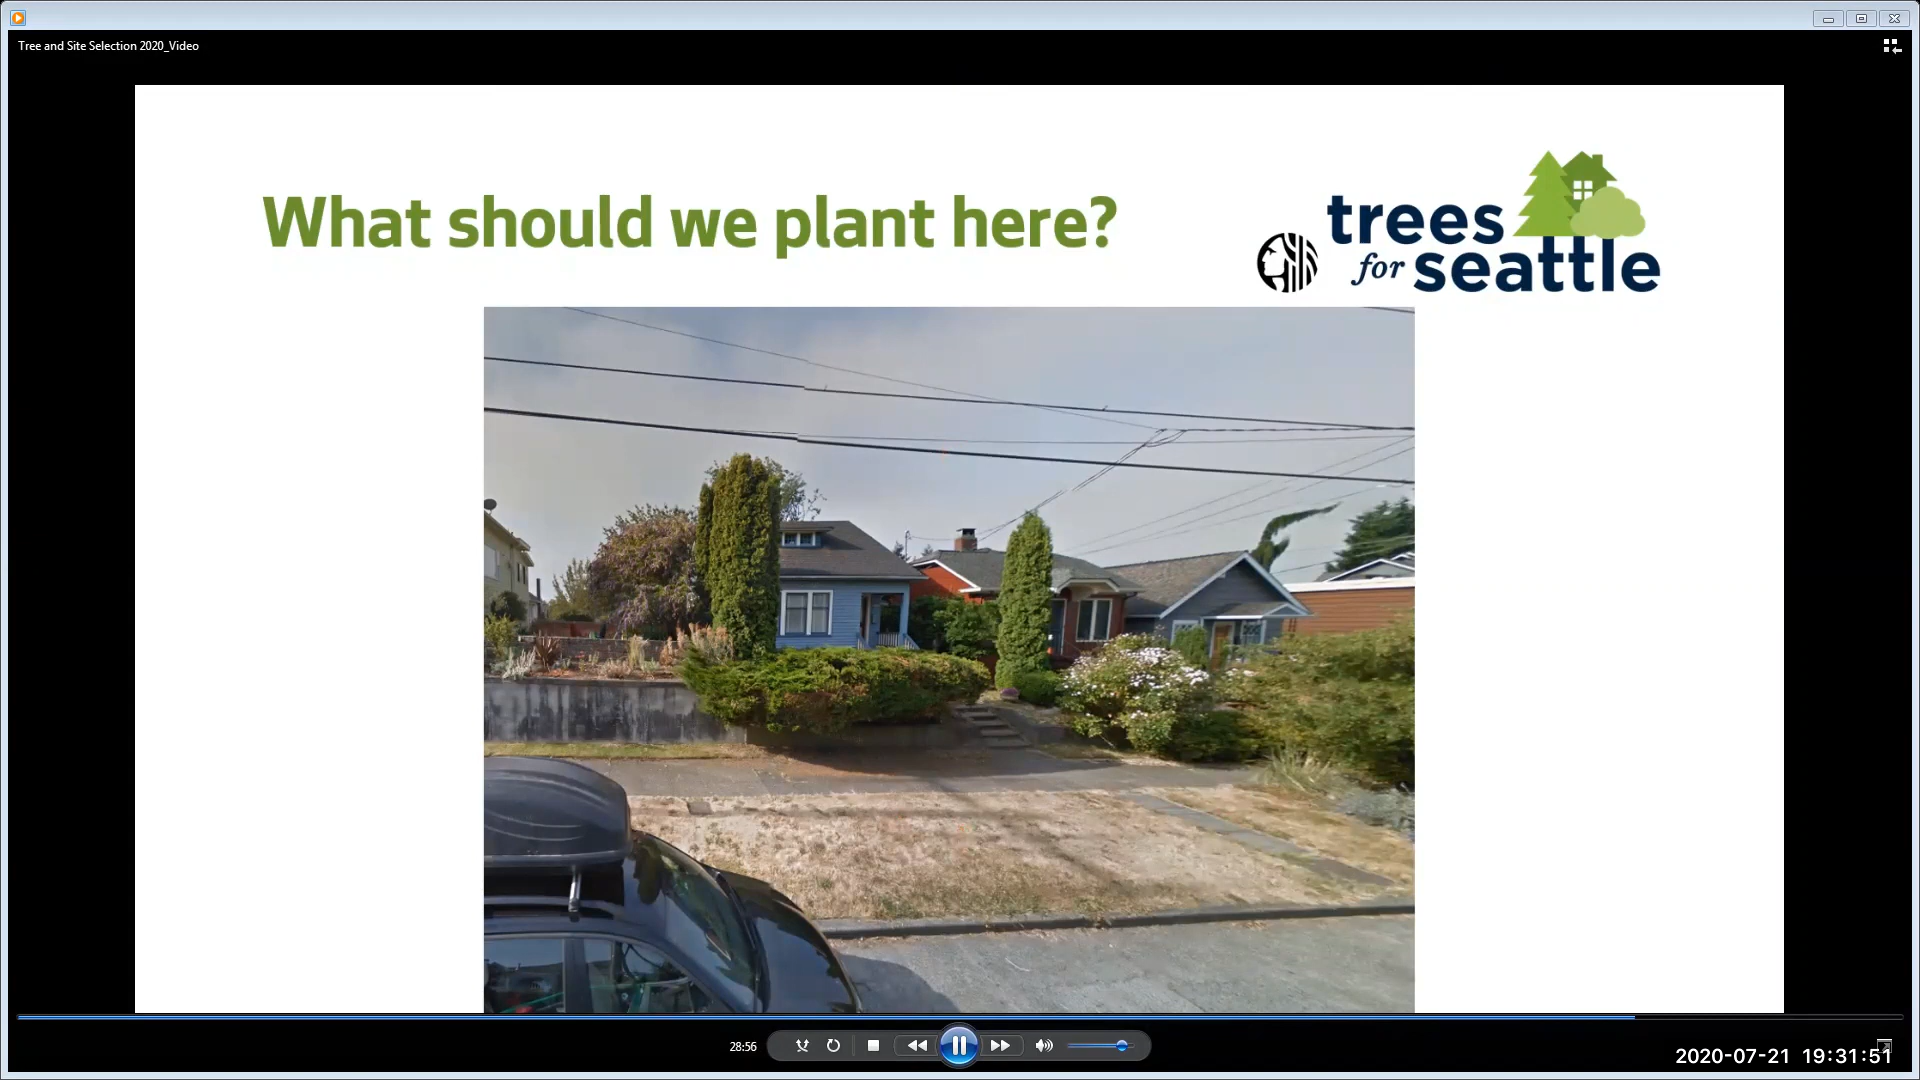 Tree and Site Selection 2020_Video
What should we plant here?
trees
for seattle
28:56
2020-07-21 19:31:51